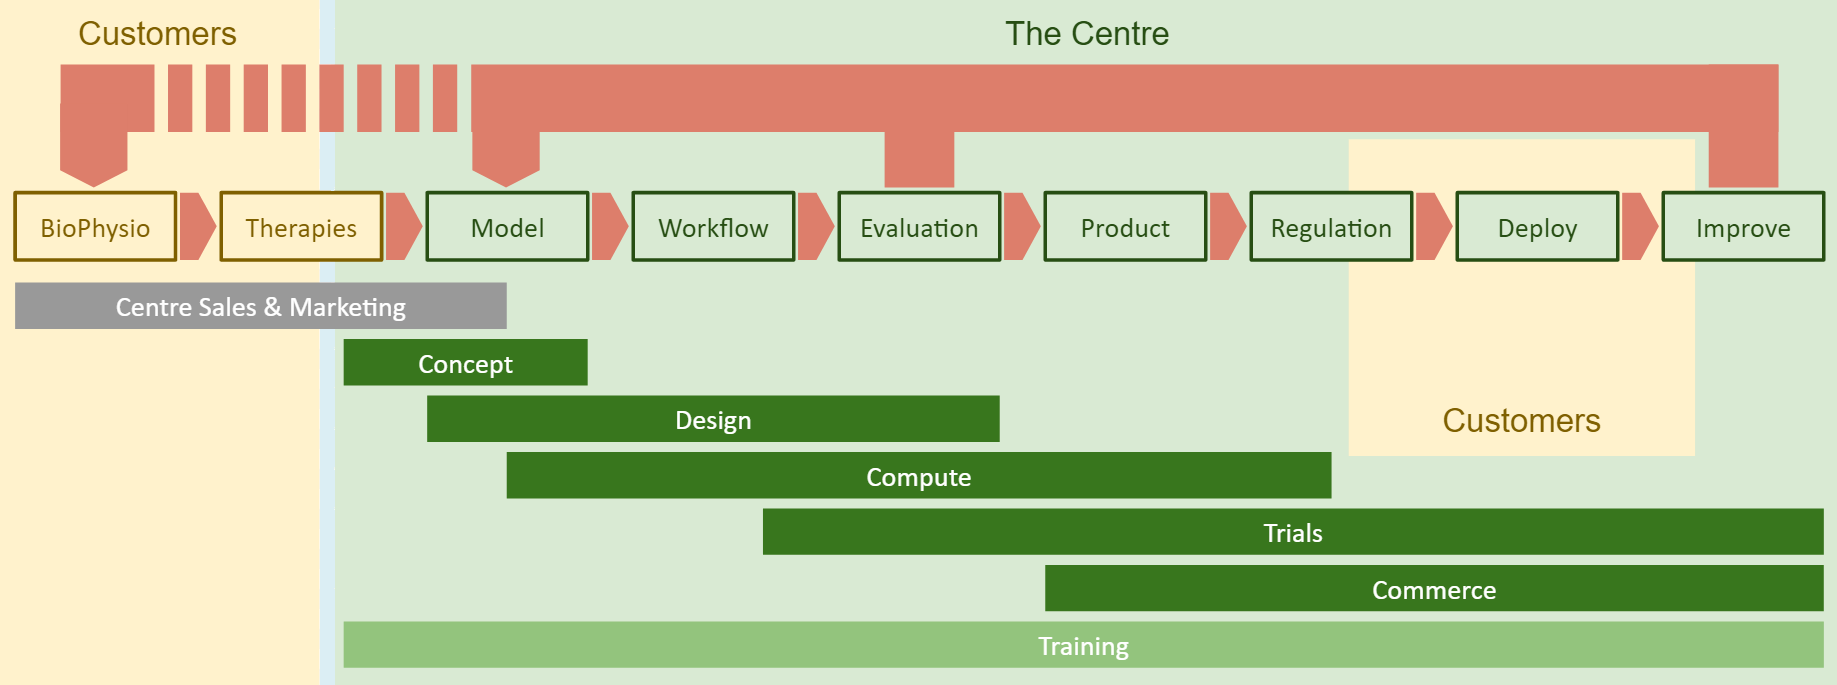 Customers
The Centre
BioPhysio
Therapies
Model
Workflow
Evaluation
Product
Regulation
Deploy
Improve
Centre Sales & Marketing
Concept
Design
Customers
Compute
Trials
Commerce
Training